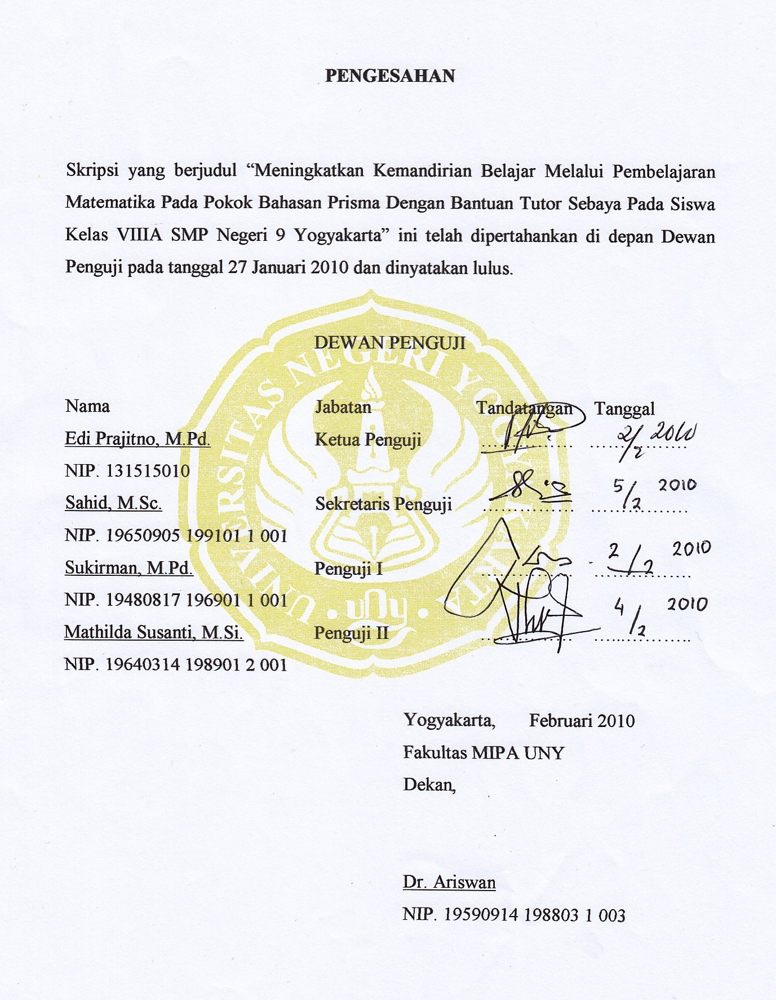 PENGESAHAN
Skripsi yang berjudul “Meningkatkan Kemandirian Belajar Melalui Pembelajaran
Matematika Pada Pokok Bahasan Prisma Dengan Bantuan Tutor Sebaya Pada Siswa
Kelas VIIIA SMP Negeri 9 Yogyakarta” ini telah dipertahankan di depan Dewan
Penguji pada tanggal 27 Januari 2010 dan dinyatakan lulus.
UNIVERSITAS NEGERI YOGYAKARTA
uny
DEWAN PENGUJI
Nama Jabatan Tandatangan Tanggal
Edi Prajitno, M.Pd. Ketua Penguji ................ 2/2 2010
NIP. 131515010
Sahid, M.Sc. Sekretaris Penguji ................ 5/2 2010
NIP. 19650905 199101 1 001
Sukirman, M.Pd. Penguji I ................ 2/2 2010
NIP. 19480817 196901 1 001
Mathilda Susanti, M.Si. Penguji II ................ 4/2 2010
NIP. 19640314 198901 2 001
Yogyakarta, Februari 2010
Fakultas MIPA UNY
Dekan,
Dr. Ariswan
NIP. 19590914 198803 1 003